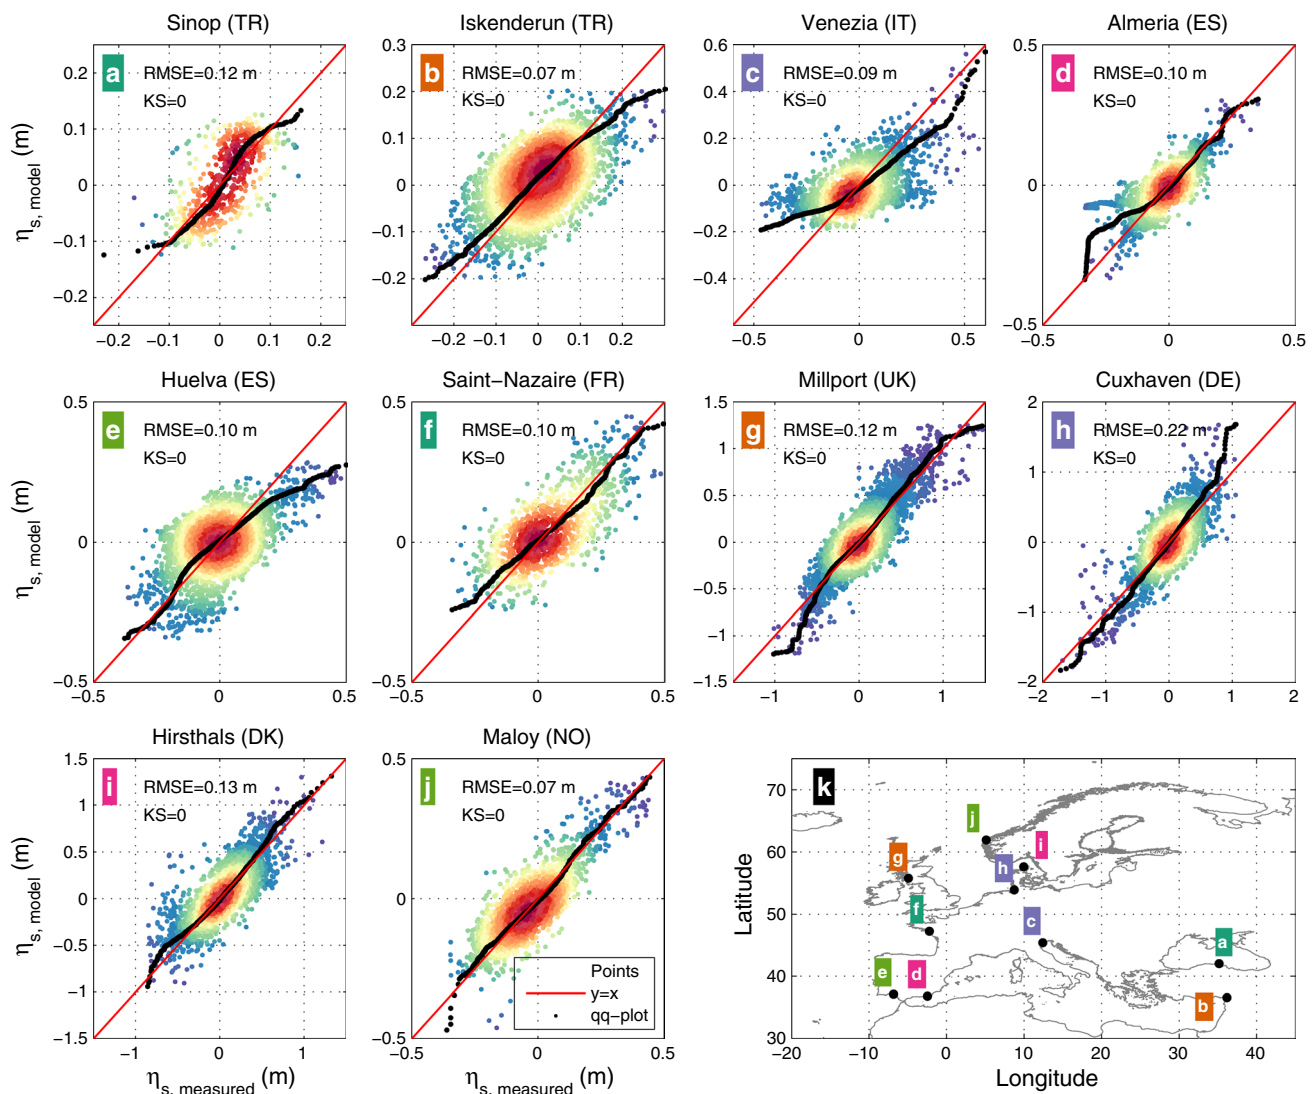 Sinop (TR)
a
RMSE=0.12 m
KS=0
0.2
0.1
0
−0.1
−0.2
−0.2 −0.1 0 0.1 0.2
ηs, model (m)
Iskenderun (TR)
b
RMSE=0.07 m
KS=0
0.3
0.2
0.1
0
−0.1
−0.2
−0.2 −0.1 0 0.1 0.2 0.3
Venezia (IT)
c
RMSE=0.09 m
KS=0
0.6
0.4
0.2
0
−0.2
−0.4
−0.5 0 0.5
Almeria (ES)
d
RMSE=0.10 m
KS=0
0.5
0
−0.5
−0.5 0 0.5
Huelva (ES)
e
RMSE=0.10 m
KS=0
0.5
0
−0.5
−0.5 0 0.5
ηs, model (m)
Saint−Nazaire (FR)
f
RMSE=0.10 m
KS=0
0.5
0
−0.5
−0.5 0 0.5
Millport (UK)
g
RMSE=0.12 m
KS=0
1.5
1
0.5
0
−0.5
−1
−1.5
−1 0 1
Cuxhaven (DE)
h
RMSE=0.22 m
KS=0
2
1
0
−1
−2
−2 −1 0 1 2
Hirsthals (DK)
i
RMSE=0.13 m
KS=0
1.5
1
0.5
0
−0.5
−1
−1.5
−1 0 1
ηs, model (m)
ηs, measured (m)
Maloy (NO)
j
RMSE=0.07 m
KS=0
0.5
0
−0.5
−0.5 0 0.5
Points
y=x
qq−plot
ηs, measured (m)
k
70
60
50
40
30
−20 −10 0 10 20 30 40
Latitude
Longitude
j
i
g
h
f
c
a
e
d
b